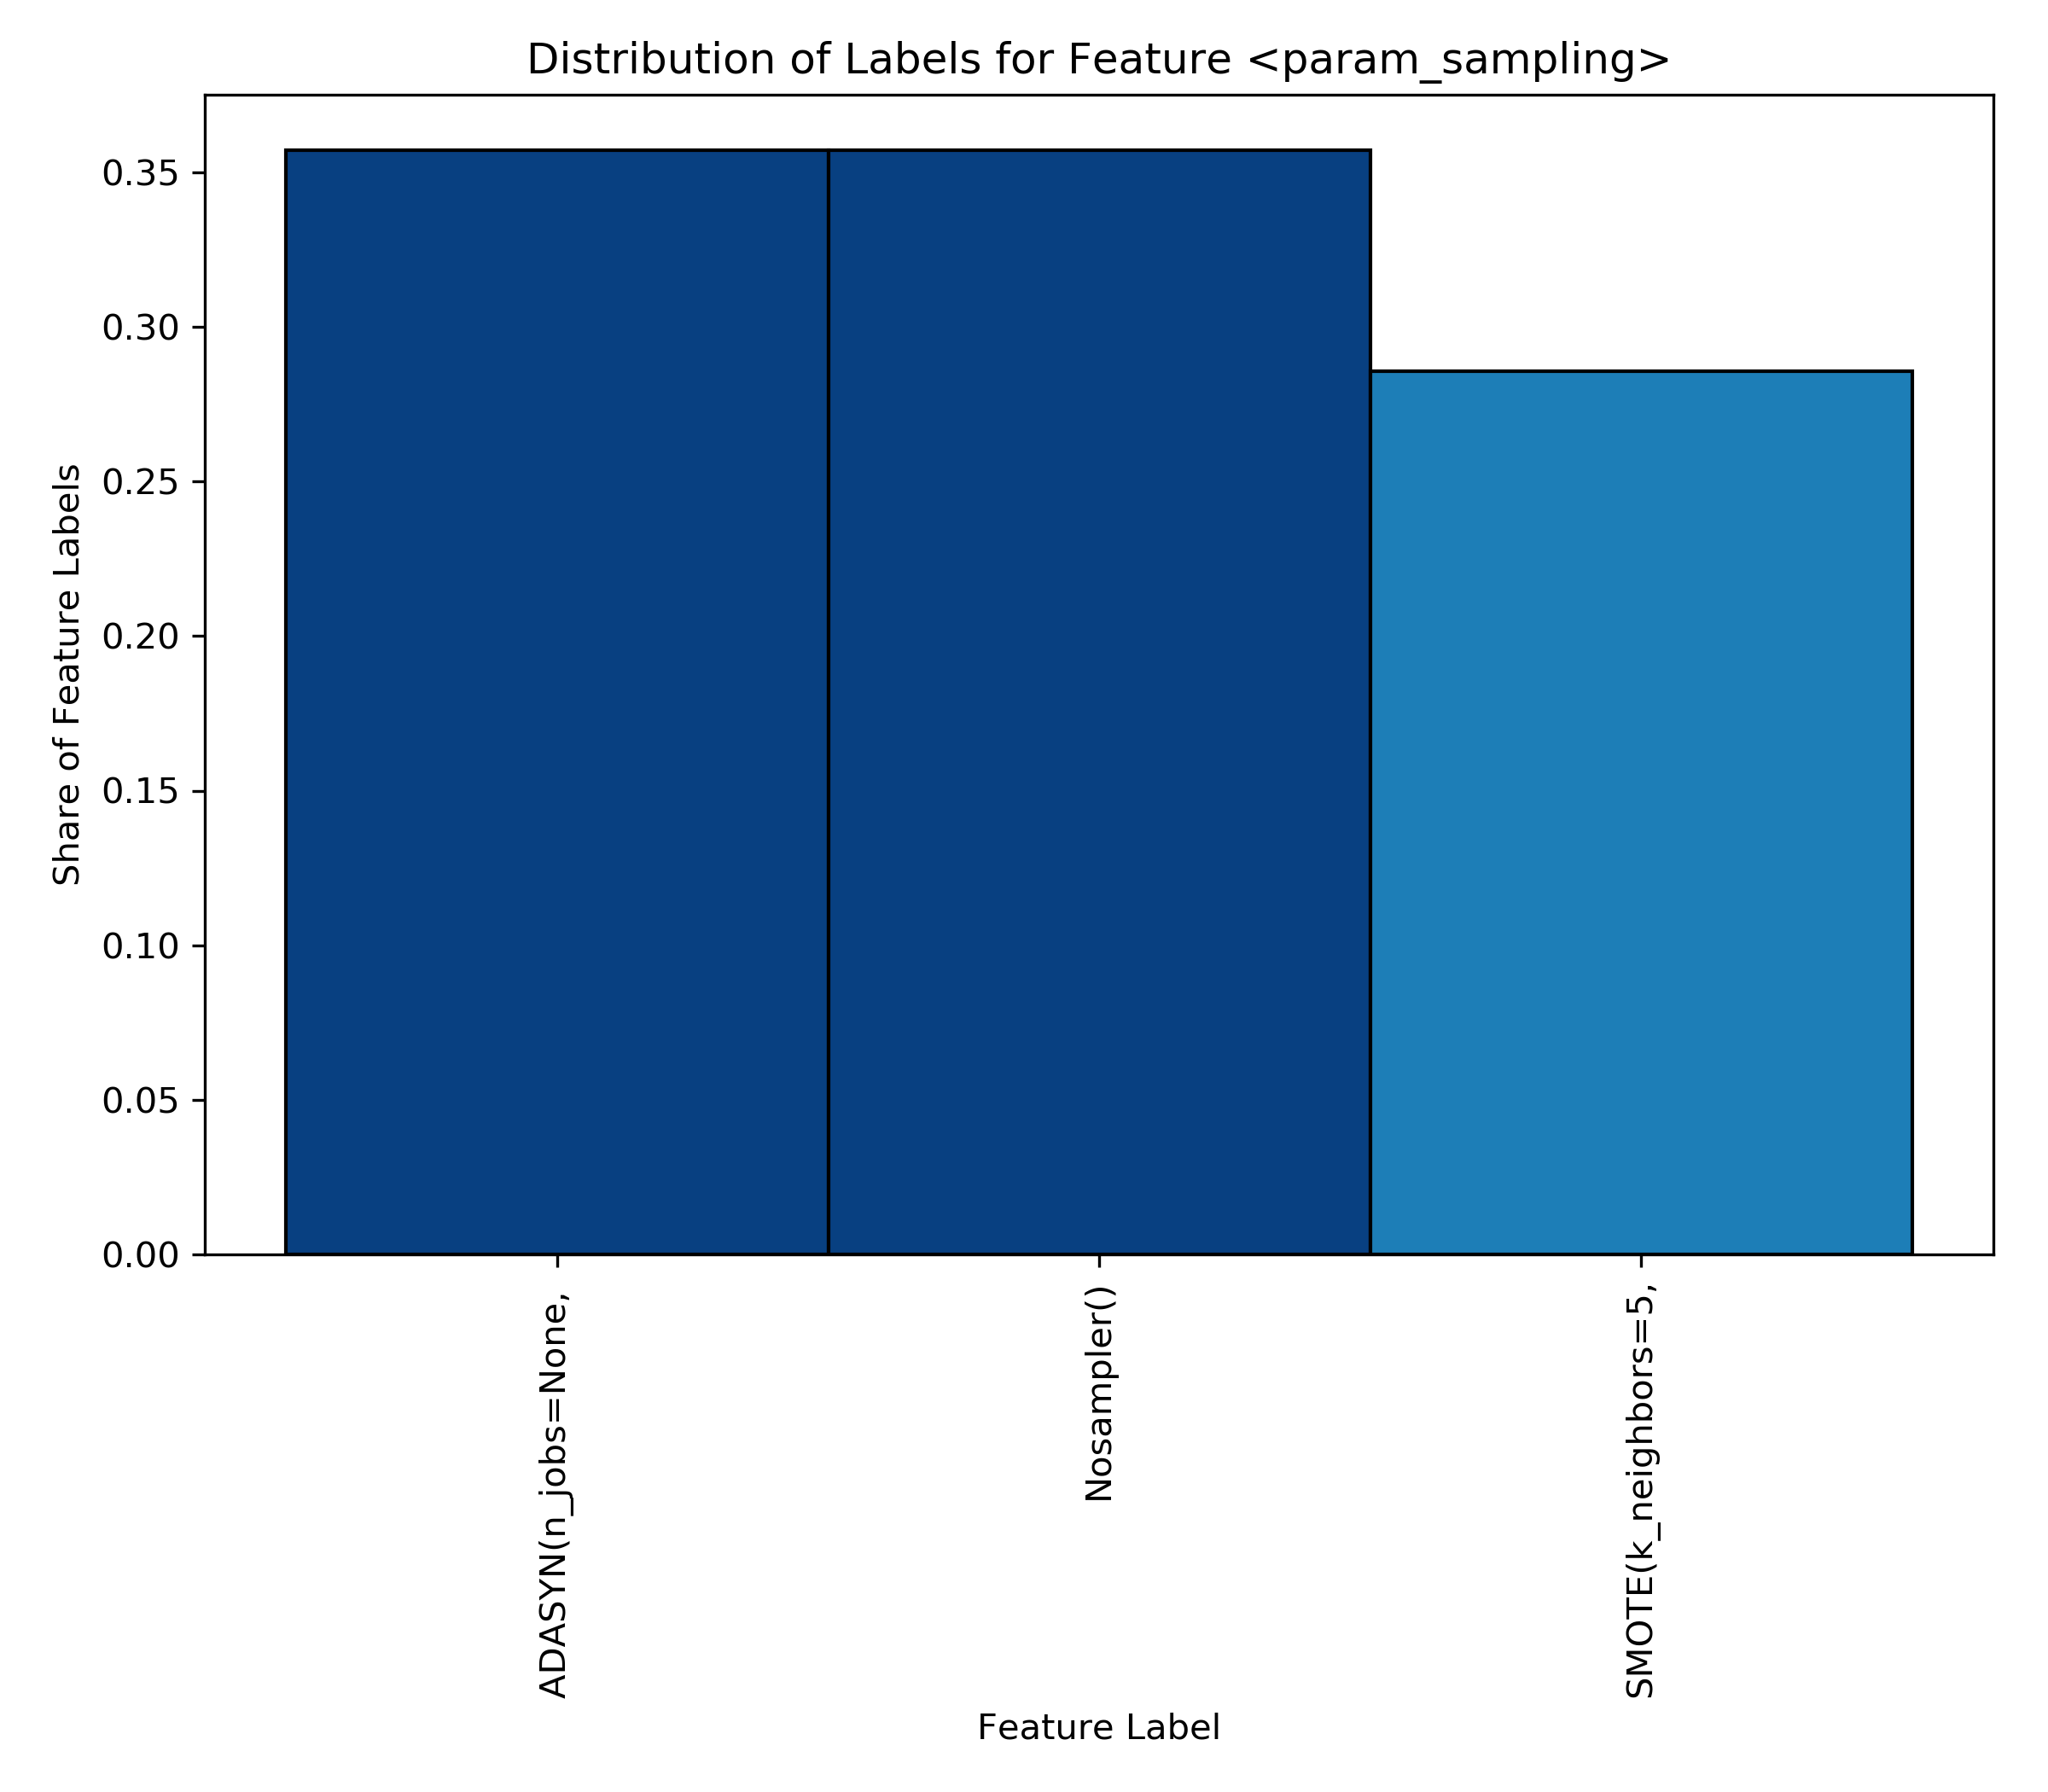 Distribution of Labels for Feature <param_sampling>
Share of Feature Labels
0.35
0.30
0.25
0.20
0.15
0.10
0.05
0.00
ADASYN(n_jobs=None,
Nosampler()
SMOTE(k_neighbors=5,
Feature Label